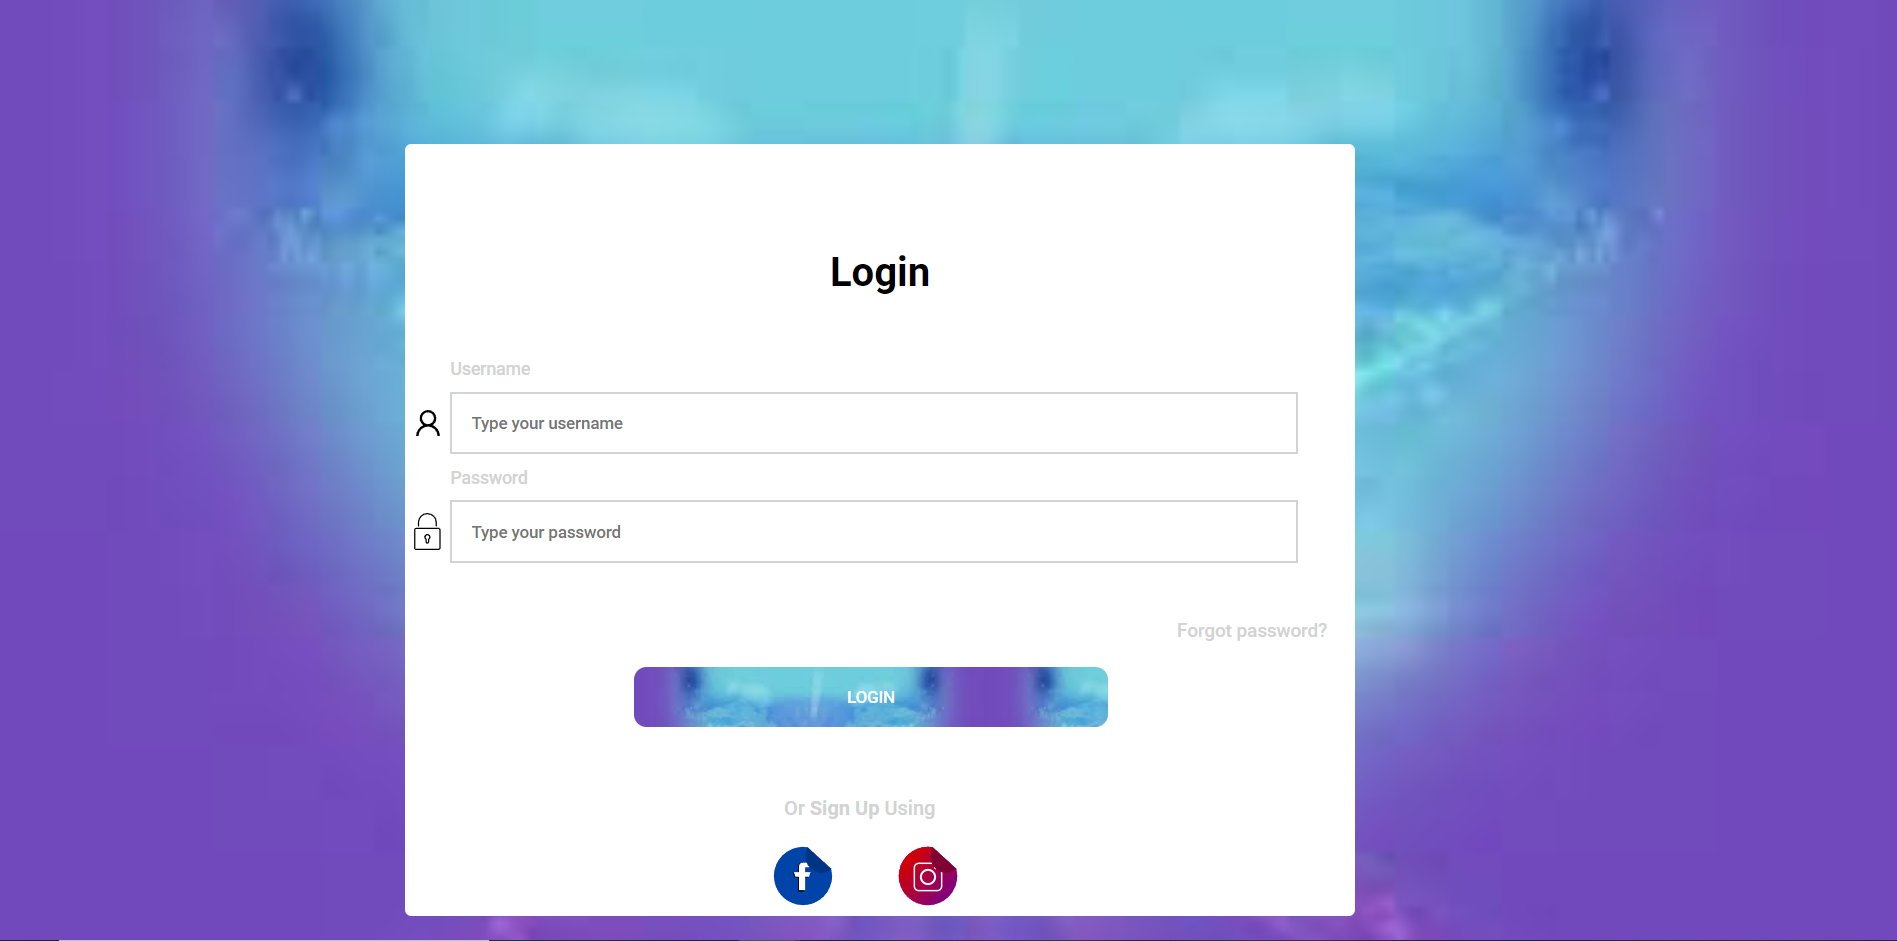 Login
Username
Type your username
Password
Type your password
Forgot password?
LOGIN
Or Sign Up Using